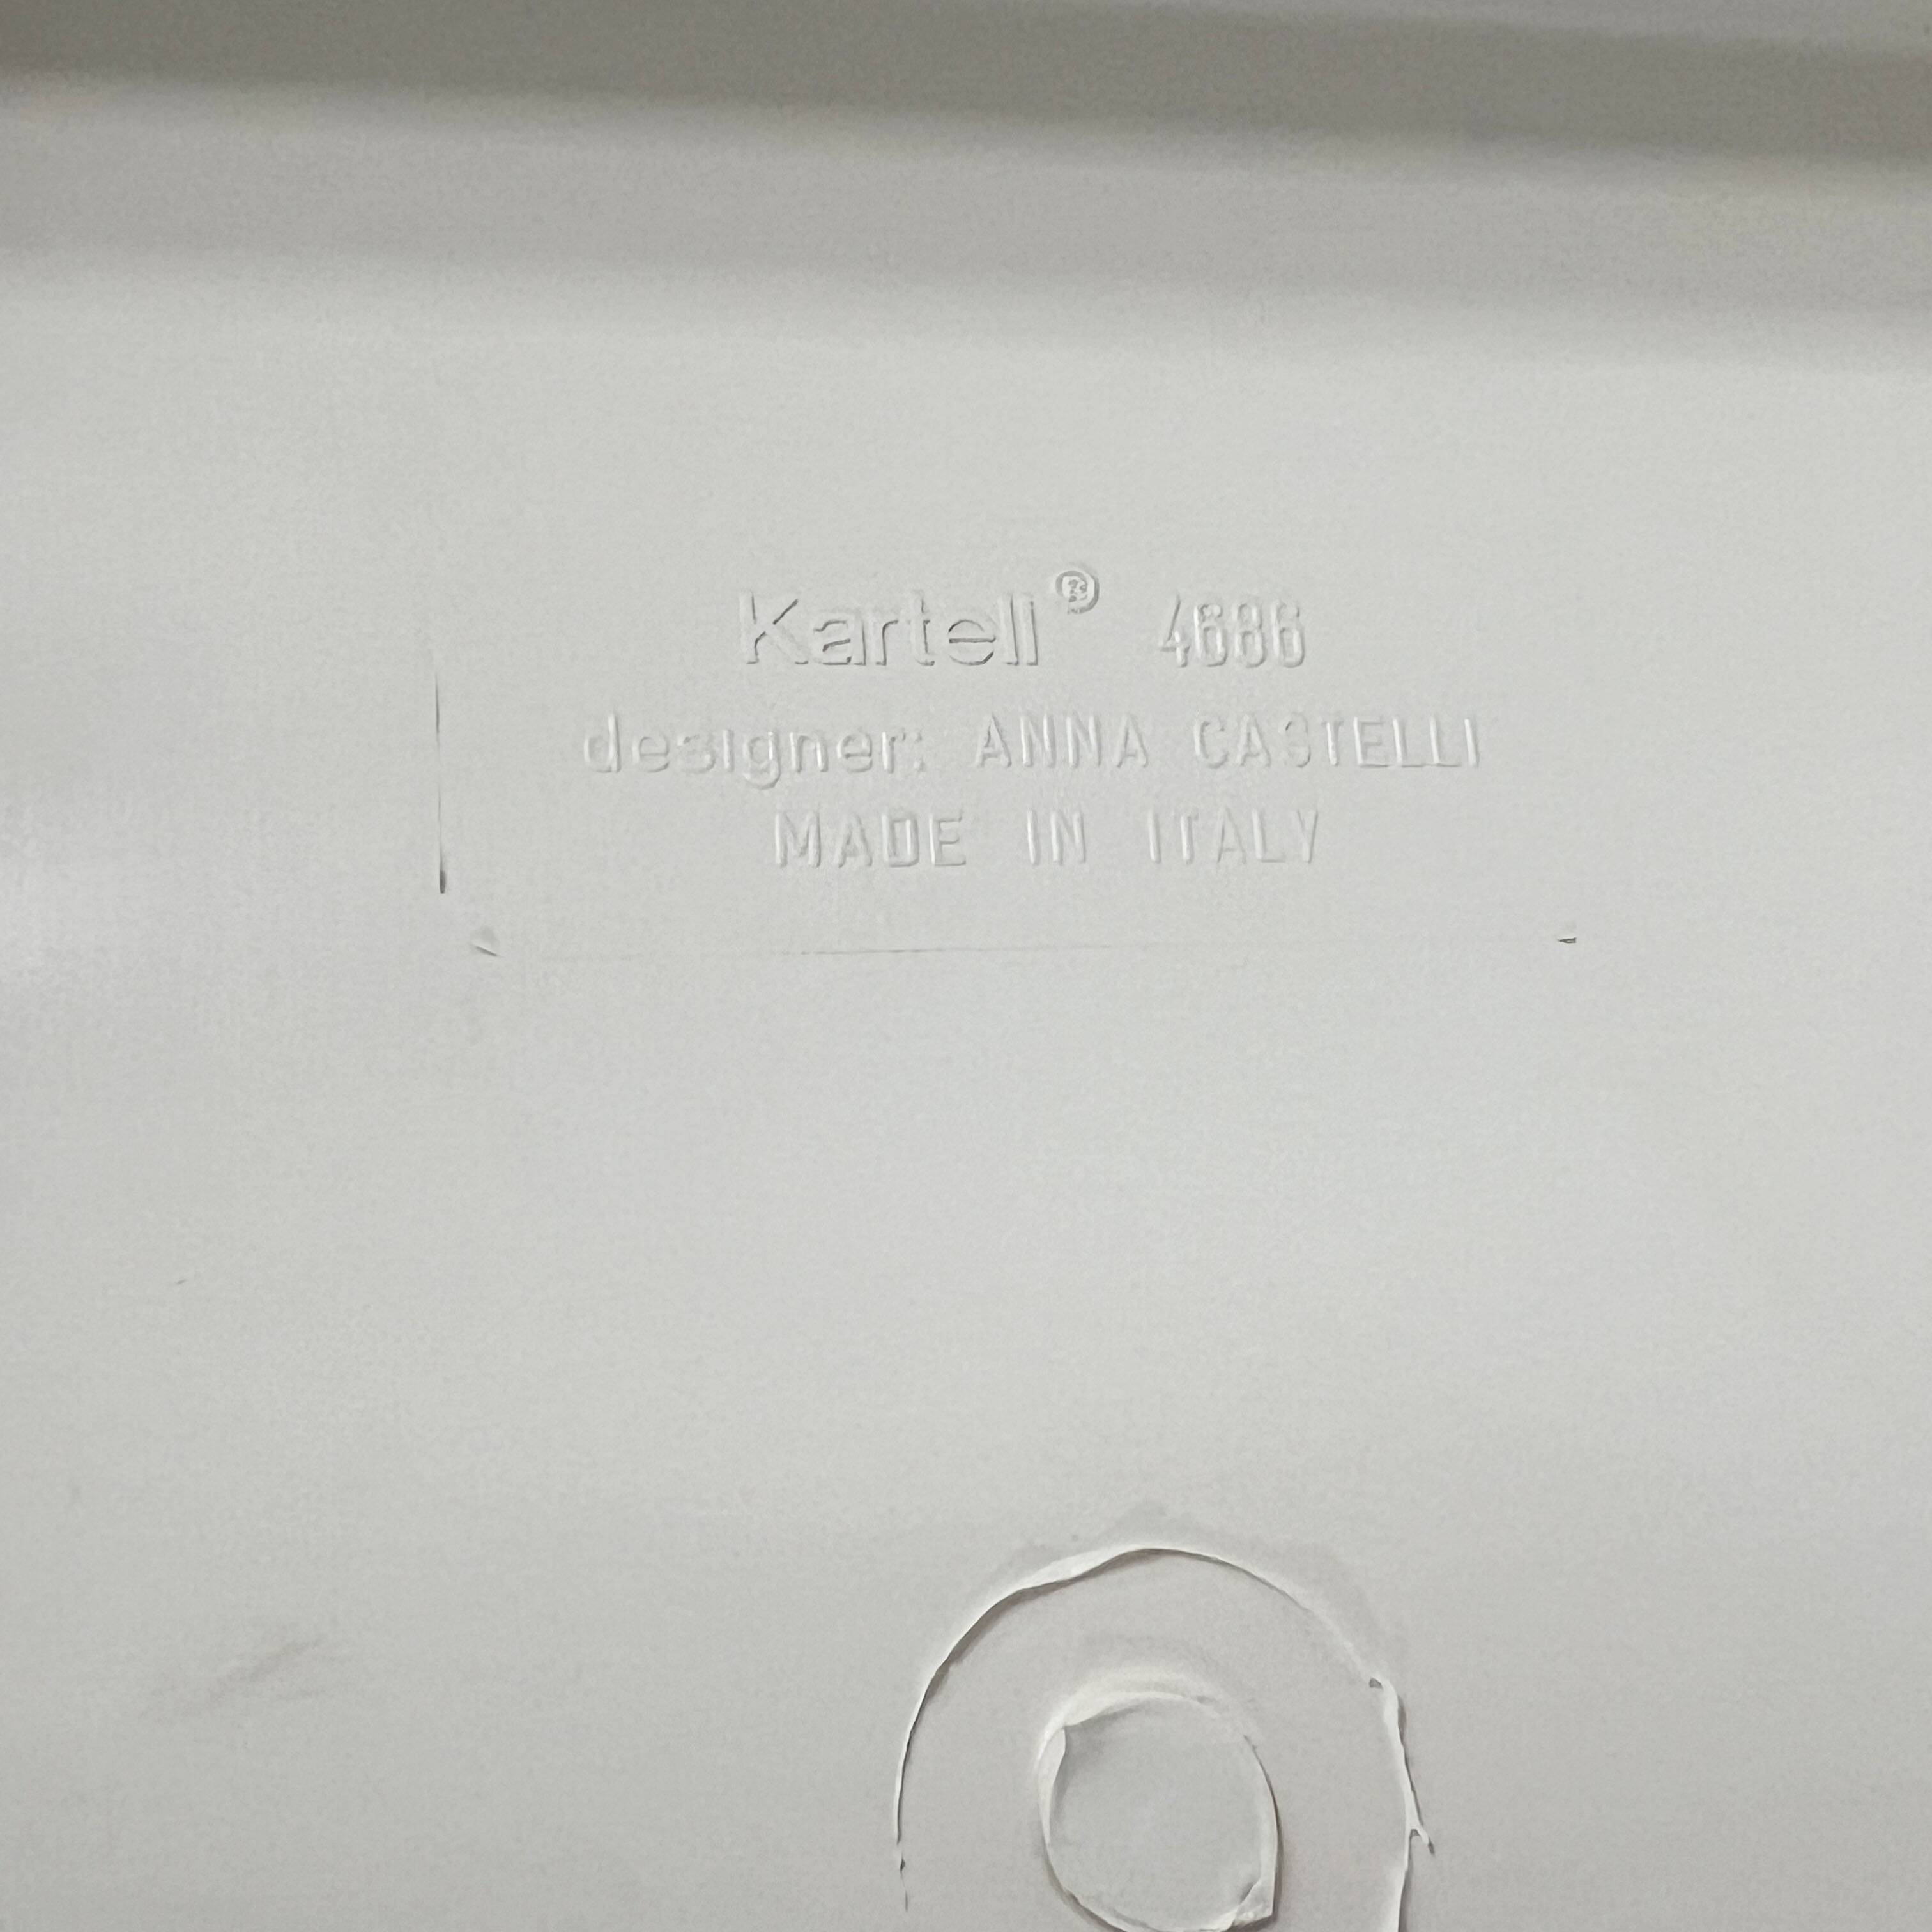 Kartell® 4686
designer: ANNA CASTELLI
MADE IN ITALY